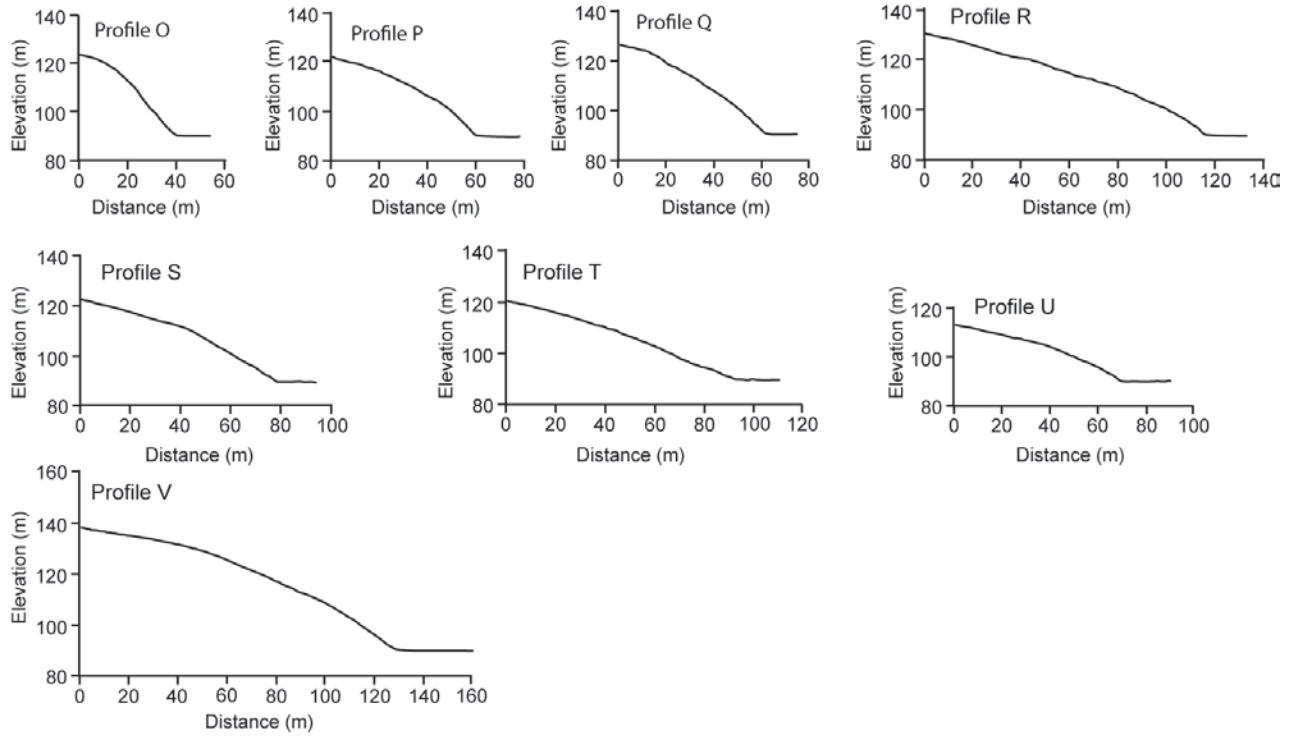 Profile O
Elevation (m)
140
120
100
80
0 20 40 60
Distance (m)
Profile P
Elevation (m)
140
120
100
80
0 20 40 60 80
Distance (m)
Profile Q
Elevation (m)
140
120
100
80
0 20 40 60 80
Distance (m)
Profile R
Elevation (m)
140
120
100
80
0 20 40 60 80 100 120 140
Distance (m)
Profile S
Elevation (m)
140
120
100
80
0 20 40 60 80 100
Distance (m)
Profile T
Elevation (m)
140
120
100
80
0 20 40 60 80 100 120
Distance (m)
Profile U
Elevation (m)
120
100
80
0 20 40 60 80 100
Distance (m)
Profile V
Elevation (m)
160
140
120
100
80
0 20 40 60 80 100 120 140 160
Distance (m)